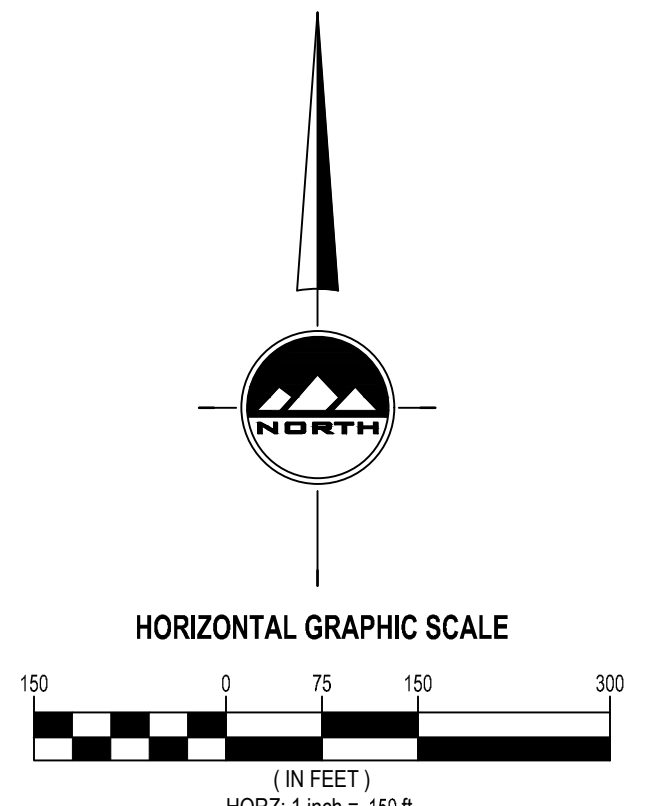 NORTH
HORIZONTAL GRAPHIC SCALE
150 0 75 150 300
( IN FEET )
HORZ: 1 inch = 150 ft.